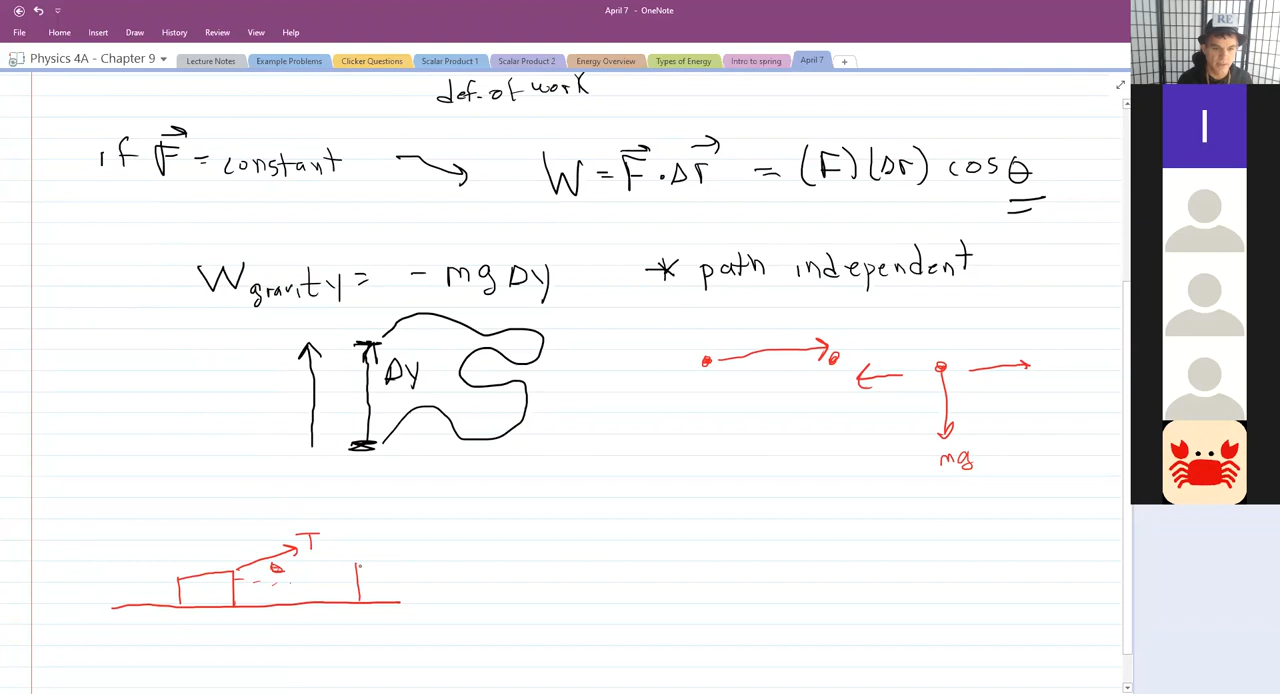 April 7 - OneNote
File Home Insert Draw History Review View Help
Physics 4A - Chapter 9 Lecture Notes Example Problems Clicker Questions Scalar Product 1 Scalar Product 2 Energy Overview Types of Energy Intro to spring April 7 +
RE
I
def. of work
if F⃗ = constant W = F⃗ · Δr⃗ = (F)(Δr) cos θ
W gravity = - mg Δy * path independent
Δy
mg
T
θ